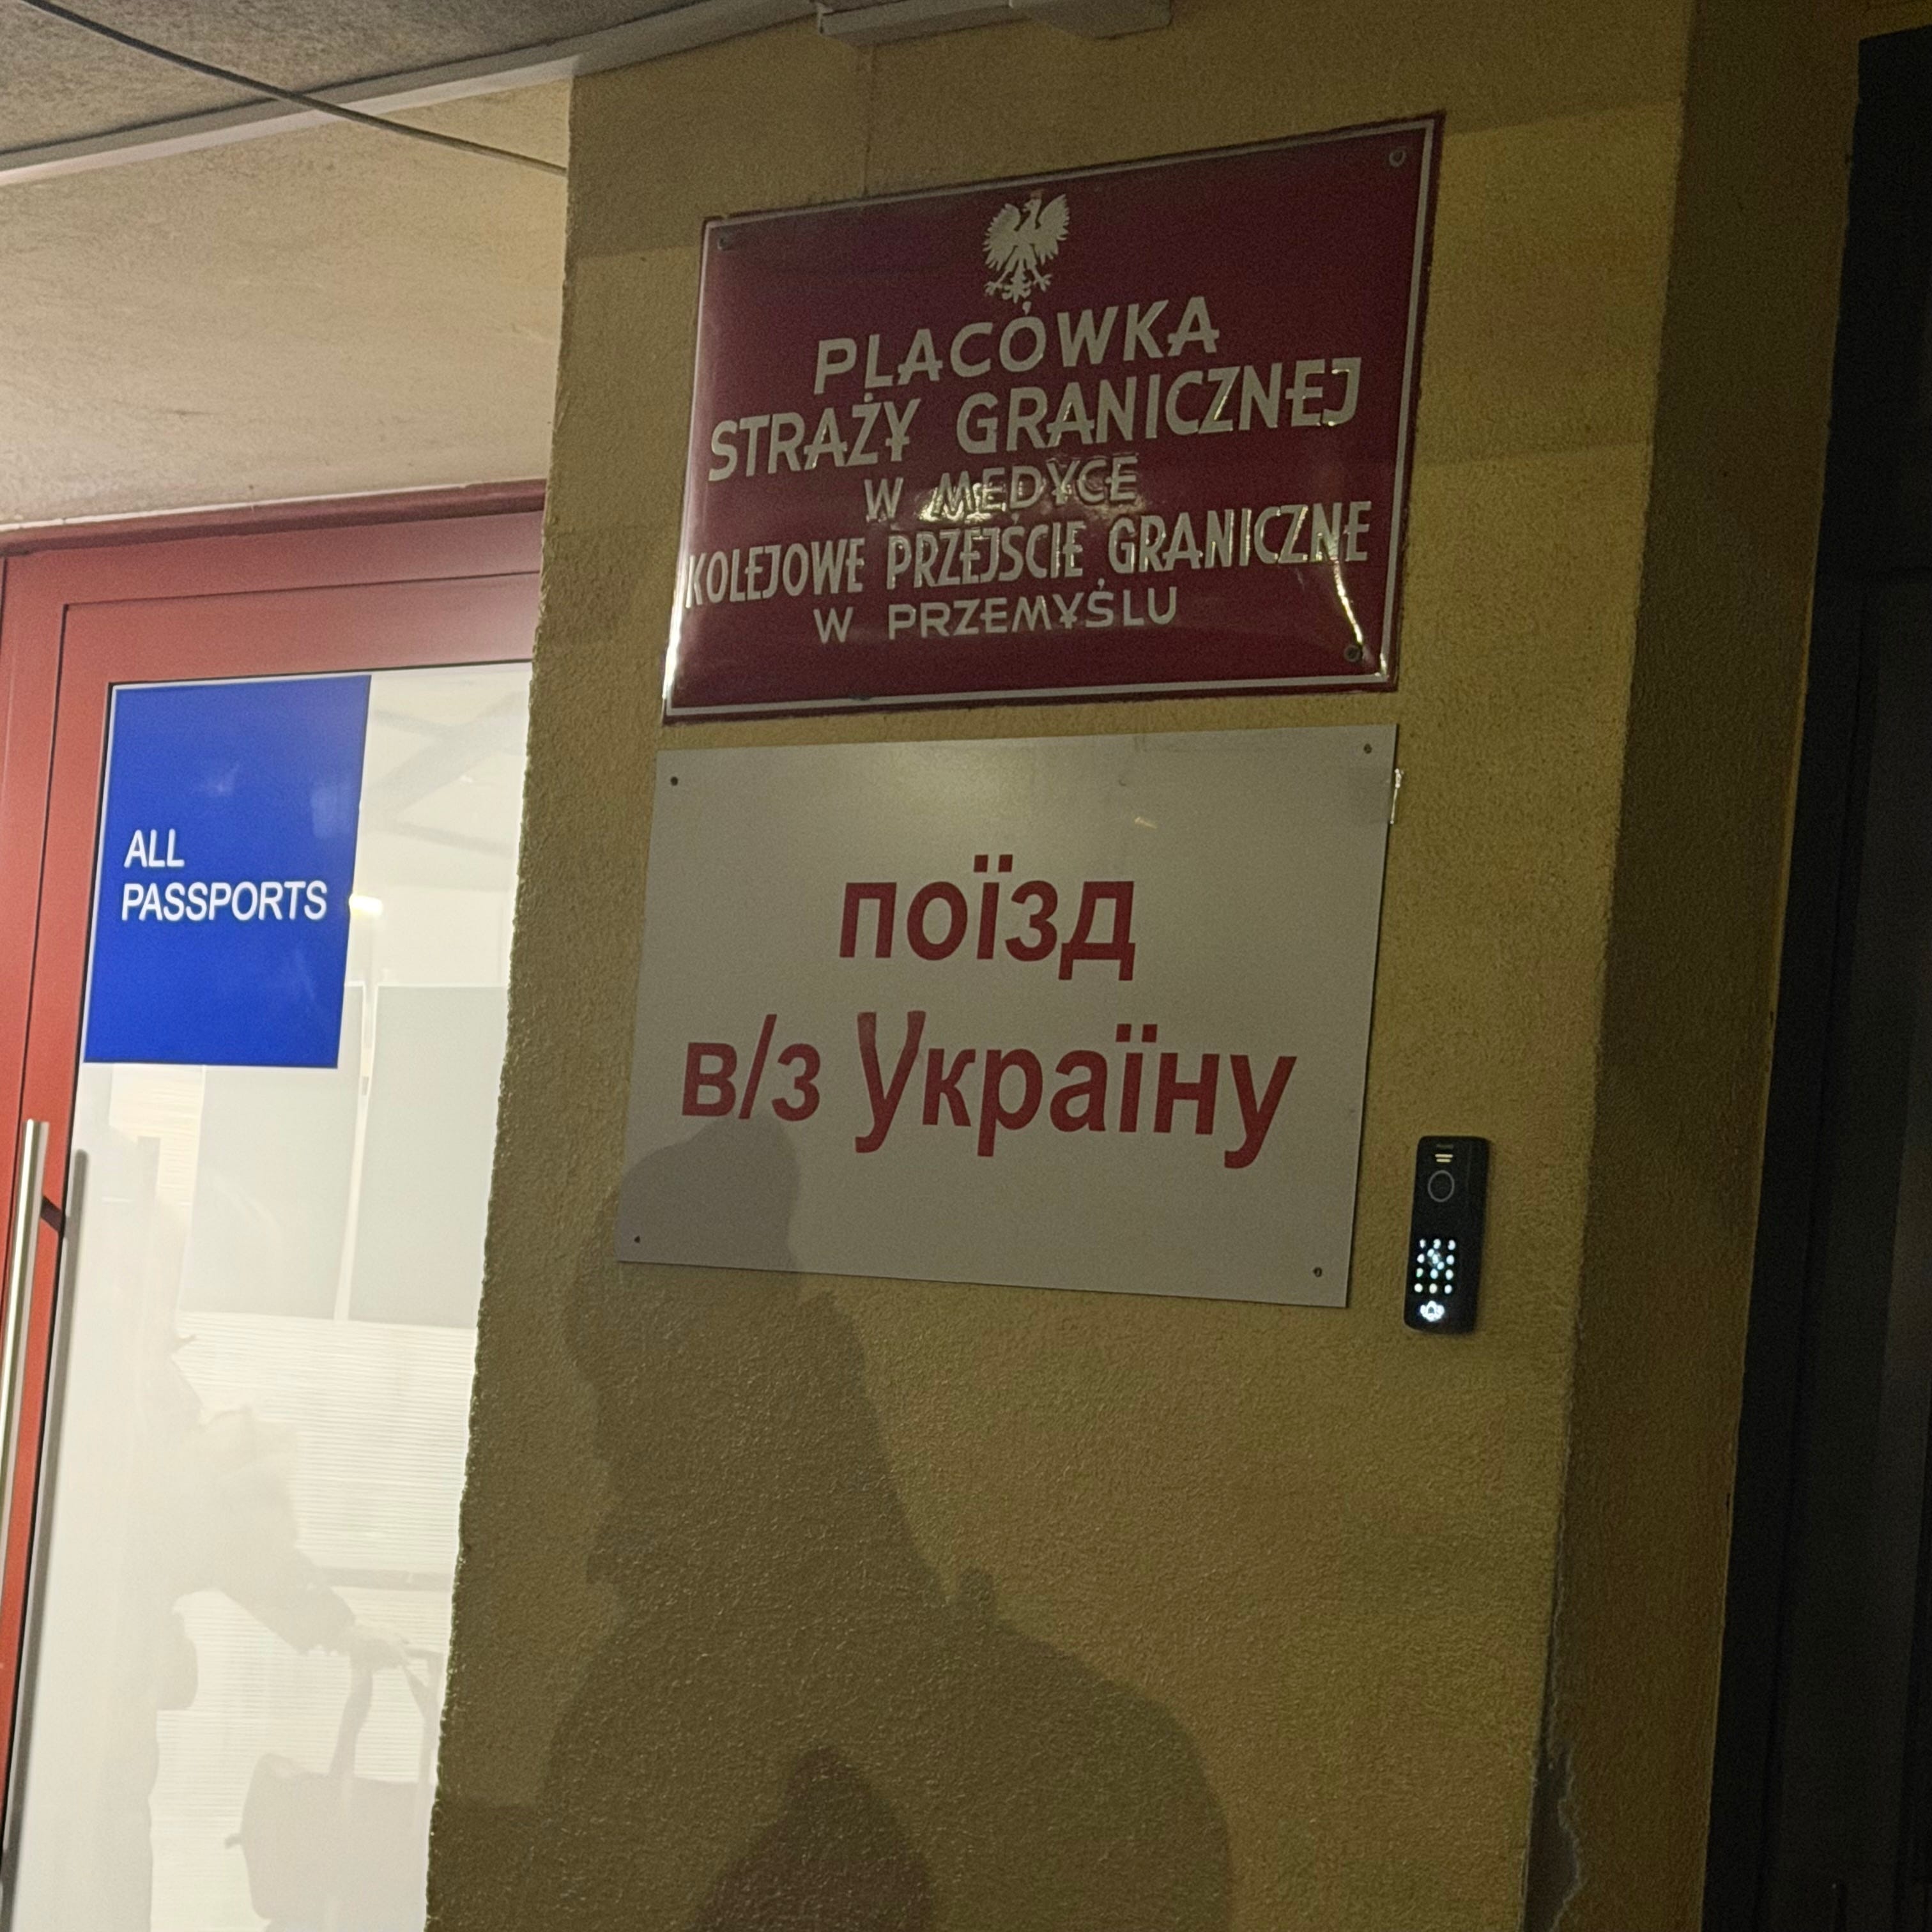 PLACÓWKA
STRAŻY GRANICZNEJ
W MEDYCE
KOLEJOWE PRZEJŚCIE GRANICZNE
W PRZEMYŚLU
ALL
PASSPORTS
поїзд
в/з Україну